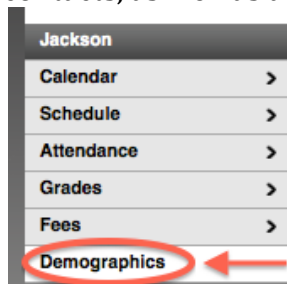 Jackson
Calendar
Schedule
Attendance
Grades
Fees
Demographics